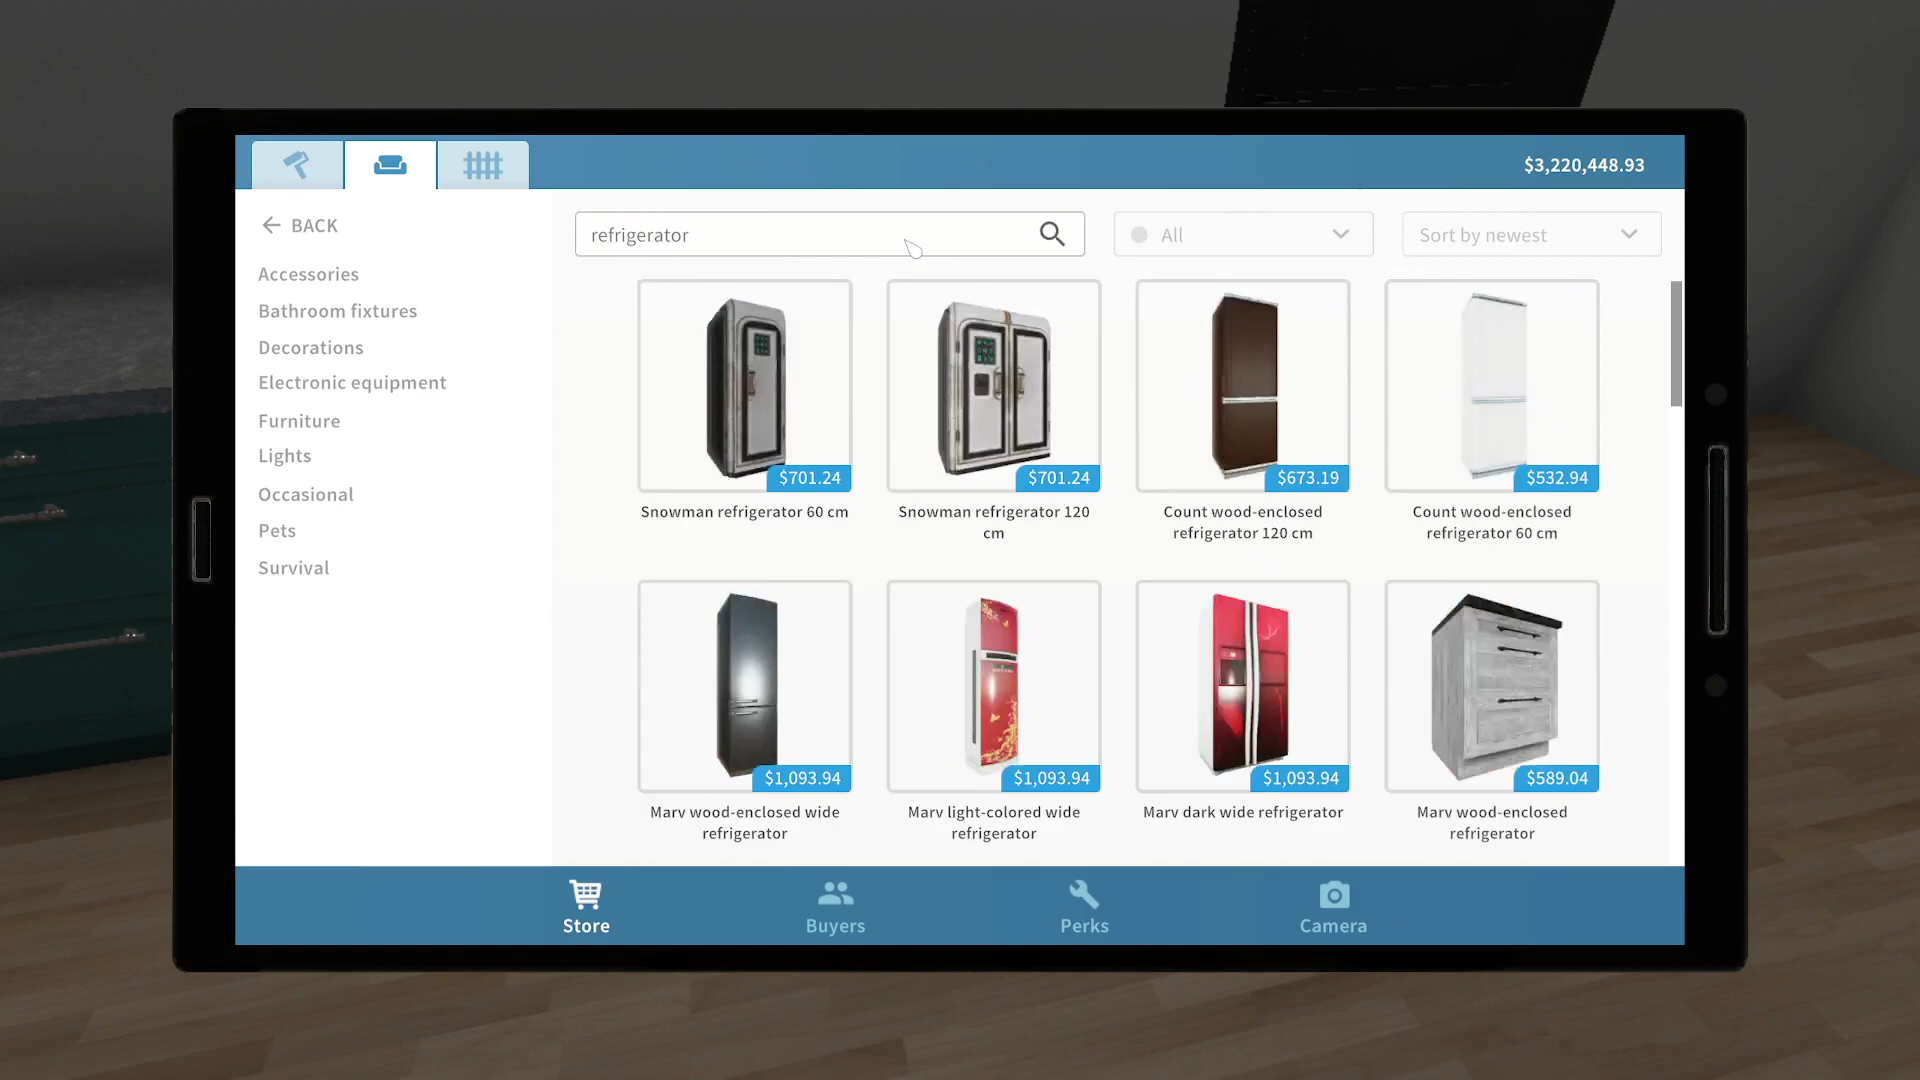 $3,220,448.93
BACK
Accessories
Bathroom fixtures
Decorations
Electronic equipment
Furniture
Lights
Occasional
Pets
Survival
refrigerator
All
Sort by newest
$701.24
$701.24
$673.19
$532.94
Snowman refrigerator 60 cm
Snowman refrigerator 120
cm
Count wood-enclosed
refrigerator 120 cm
Count wood-enclosed
refrigerator 60 cm
$1,093.94
$1,093.94
$1,093.94
$589.04
Marv wood-enclosed wide
refrigerator
Marv light-colored wide
refrigerator
Marv dark wide refrigerator
Marv wood-enclosed
refrigerator
Store
Buyers
Perks
Camera